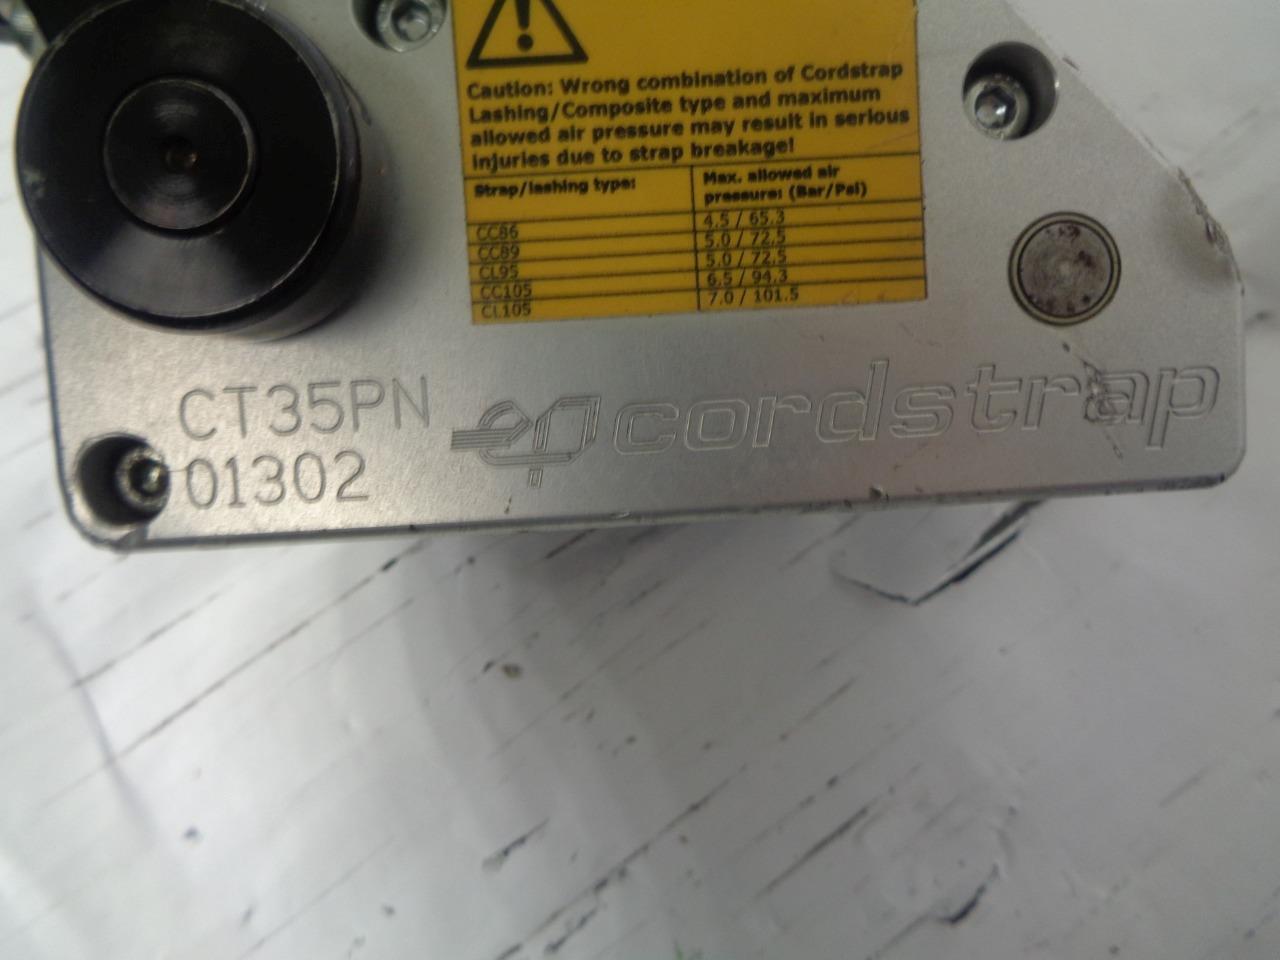 Caution: Wrong combination of Cordstrap
Lashing/Composite type and maximum
allowed air pressure may result in serious
injuries due to strap breakage!
Strap/lashing type: Max. allowed air
pressure: (Bar/Psi)
CC86 4.5 / 65.3
CC89 5.0 / 72.5
CL95 5.0 / 72.5
CC105 6.5 / 94.3
CL105 7.0 / 101.5
CT35PN
01302
cordstrap